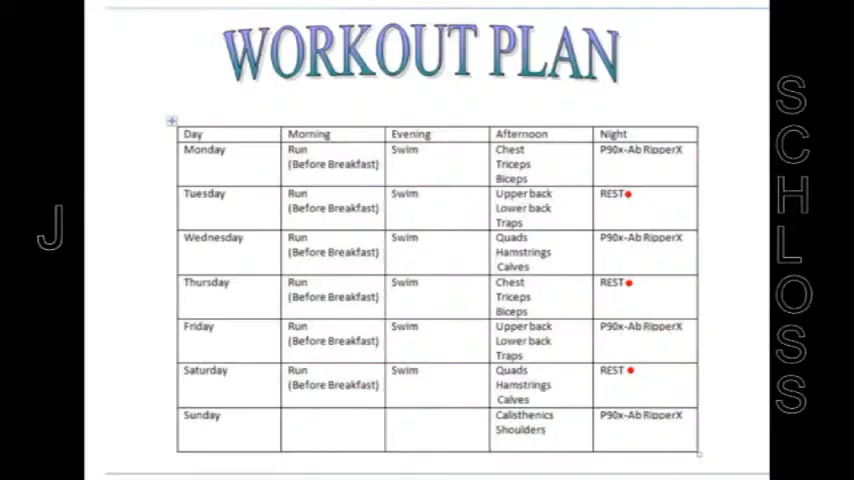 WORKOUT PLAN
Day Morning Evening Afternoon Night
Monday Run Swim Chest P90x-Ab RipperX
(Before Breakfast) Triceps
Biceps
Tuesday Run Swim Upper back REST
(Before Breakfast) Lower back
Traps
Wednesday Run Swim Quads P90x-Ab RipperX
(Before Breakfast) Hamstrings
Calves
Thursday Run Swim Chest REST
(Before Breakfast) Triceps
Biceps
Friday Run Swim Upper back P90x-Ab RipperX
(Before Breakfast) Lower back
Traps
Saturday Run Swim Quads REST
(Before Breakfast) Hamstrings
Calves
Sunday Calisthenics P90x-Ab RipperX
Shoulders
J
SCHLOSS